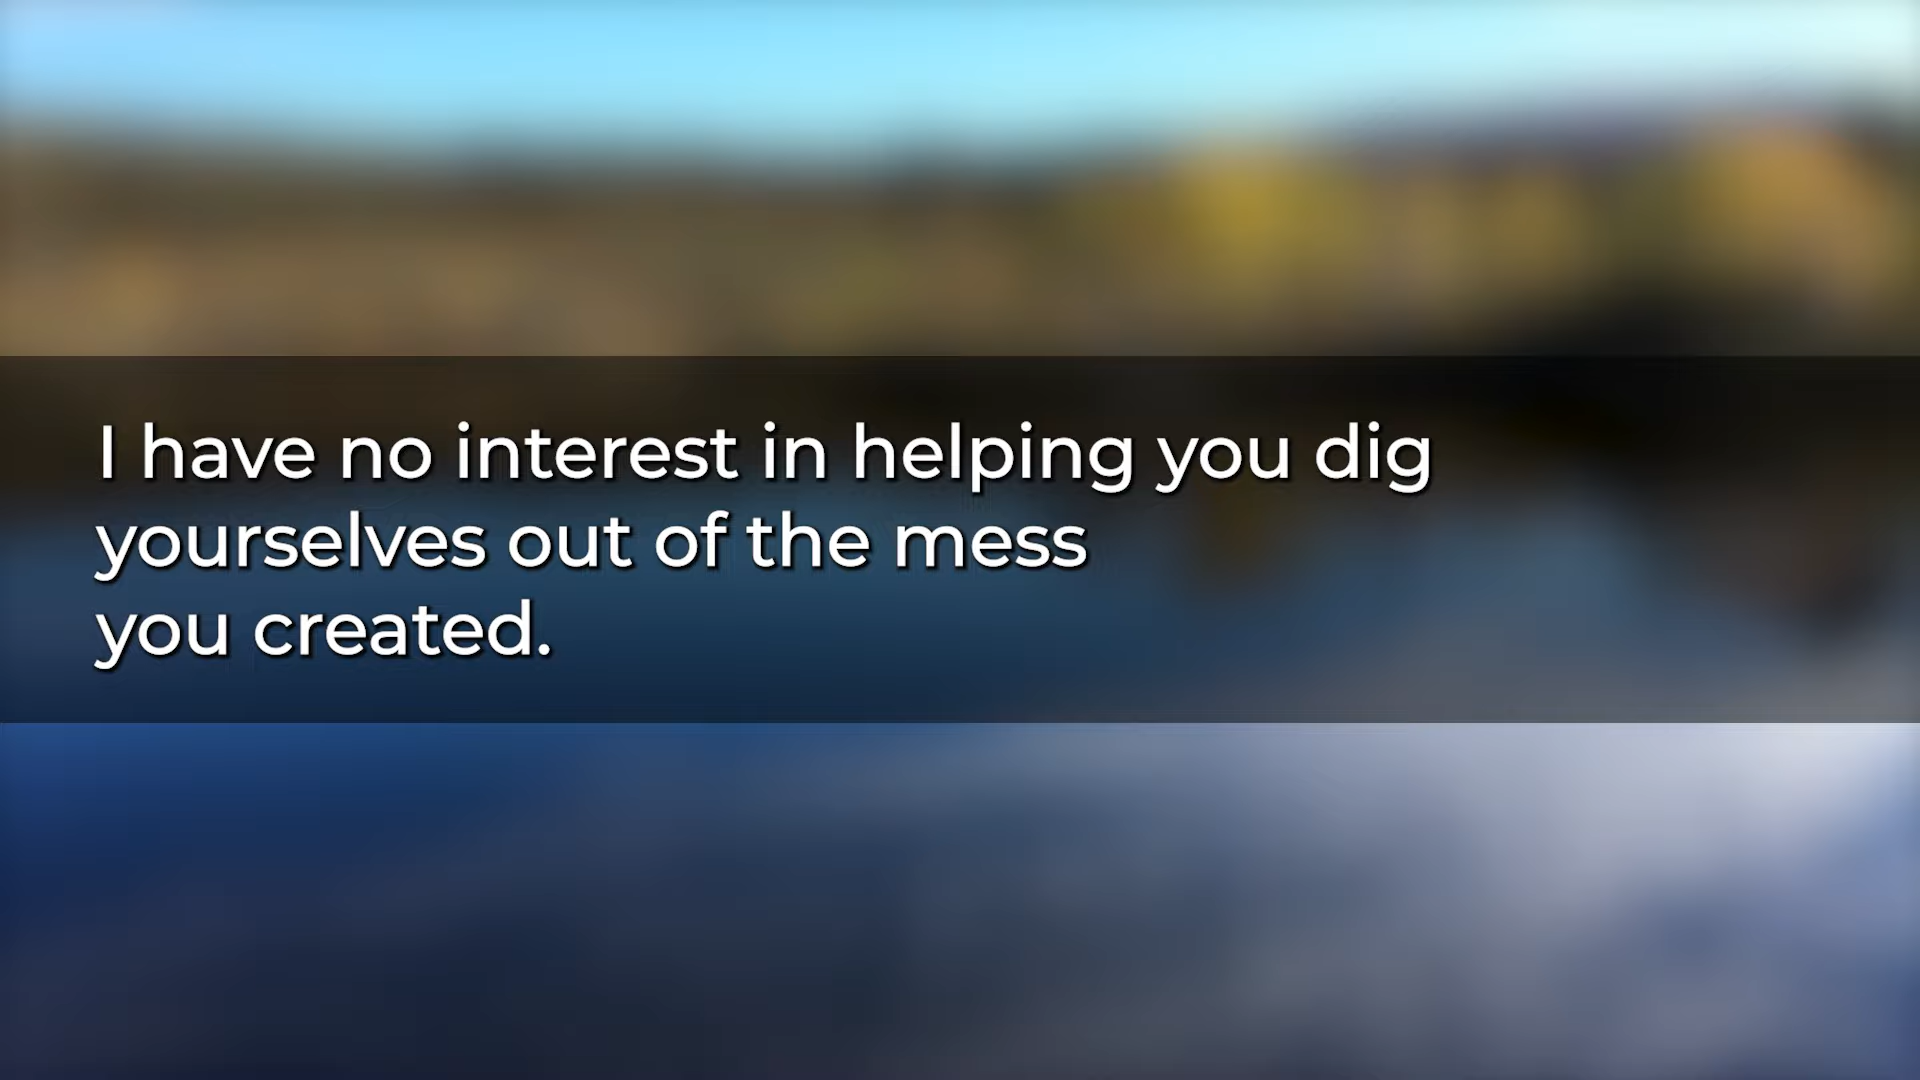 I have no interest in helping you dig
yourselves out of the mess
you created.